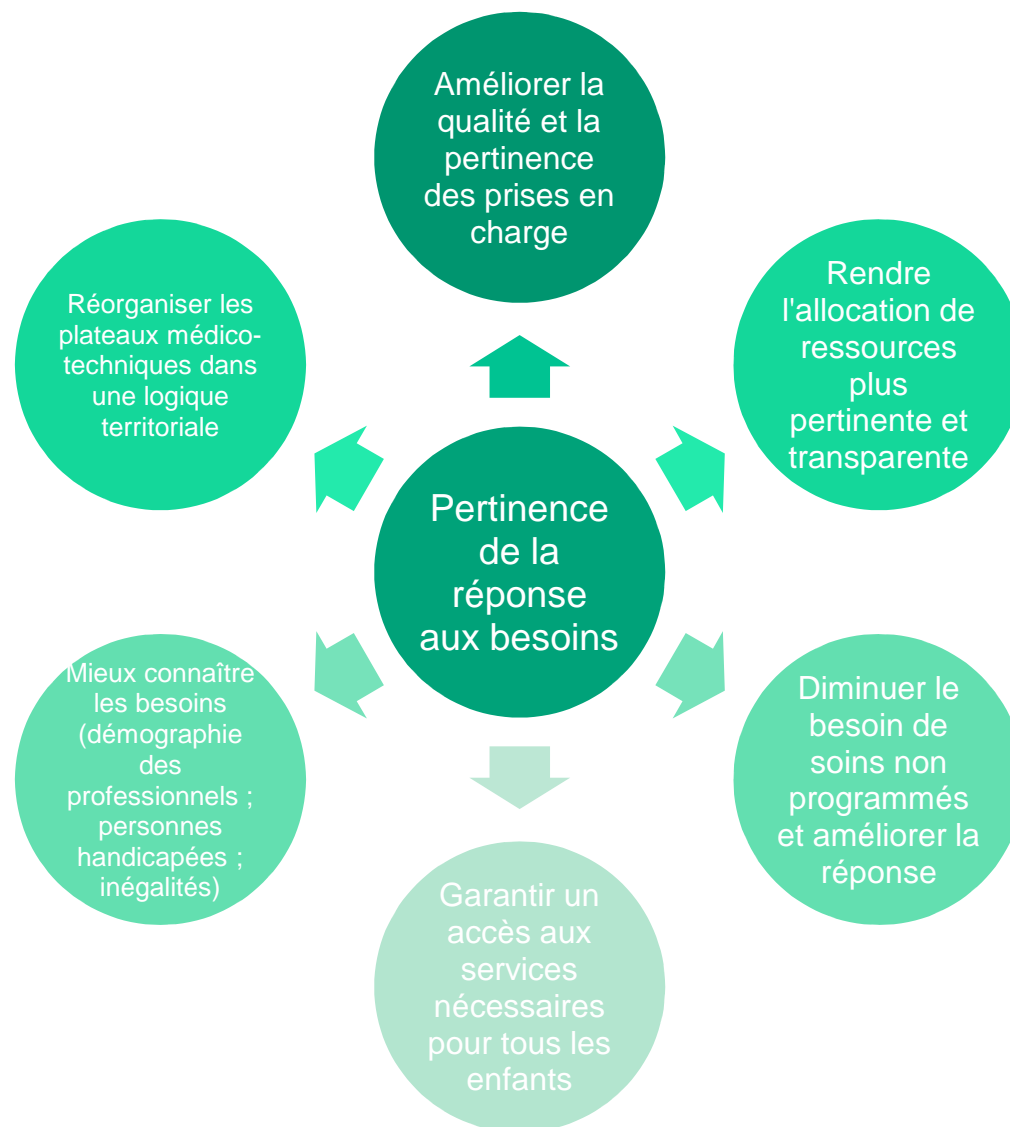 Améliorer la
qualité et la
pertinence
des prises en
charge
Rendre
l'allocation de
ressources
plus
pertinente et
transparente
Diminuer le
besoin de
soins non
programmés
et améliorer la
réponse
Garantir un
accès aux
services
nécessaires
pour tous les
enfants
Mieux connaître
les besoins
(démographie
des
professionnels ;
personnes
handicapées ;
inégalités)
Réorganiser les
plateaux médico-
techniques dans
une logique
territoriale
Pertinence
de la
réponse
aux besoins